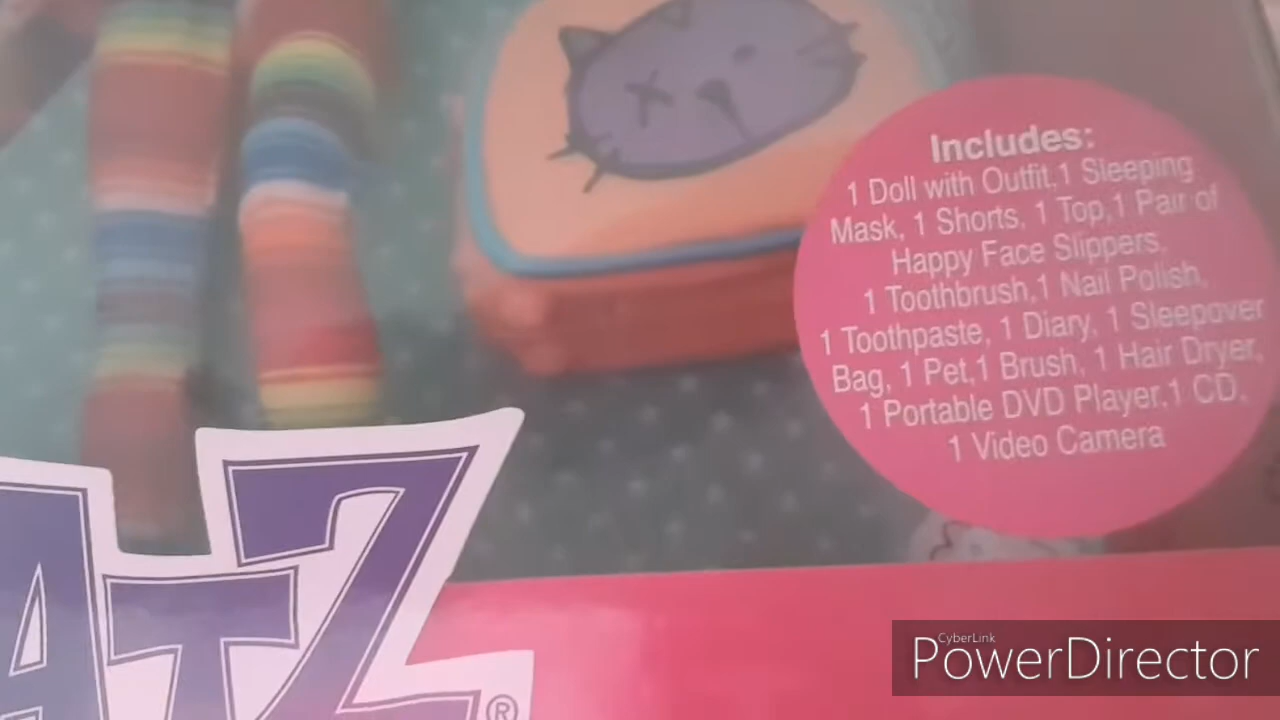 Includes:
1 Doll with Outfit,1 Sleeping
Mask, 1 Shorts, 1 Top,1 Pair of
Happy Face Slippers,
1 Toothbrush,1 Nail Polish,
1 Toothpaste, 1 Diary, 1 Sleepover
Bag, 1 Pet,1 Brush, 1 Hair Dryer,
1 Portable DVD Player,1 CD,
1 Video Camera
ATZ®
CyberLink
PowerDirector